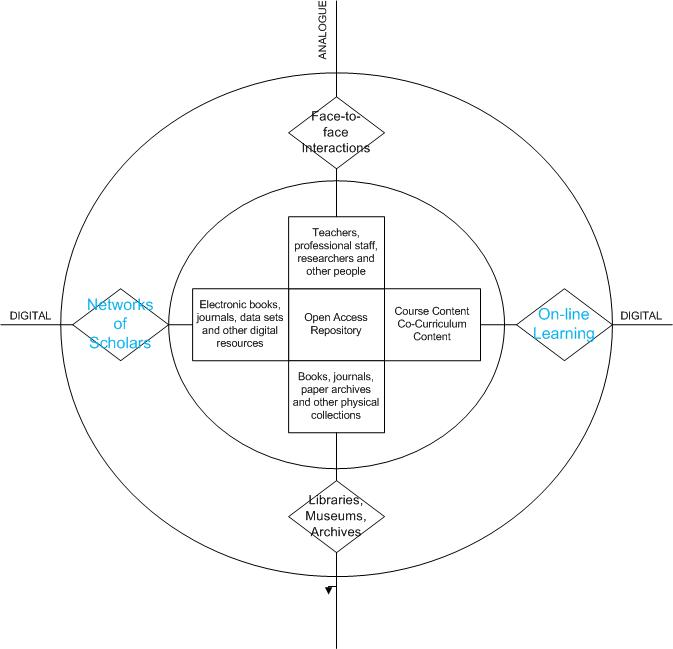 ANALOGUE
Face-to-
face
Interactions
Teachers,
professional staff,
researchers and
other people
DIGITAL
Networks
of
Scholars
Electronic books,
journals, data sets
and other digital
resources
Open Access
Repository
Course Content
Co-Curriculum
Content
On-line
Learning
DIGITAL
Books, journals,
paper archives
and other physical
collections
Libraries,
Museums,
Archives